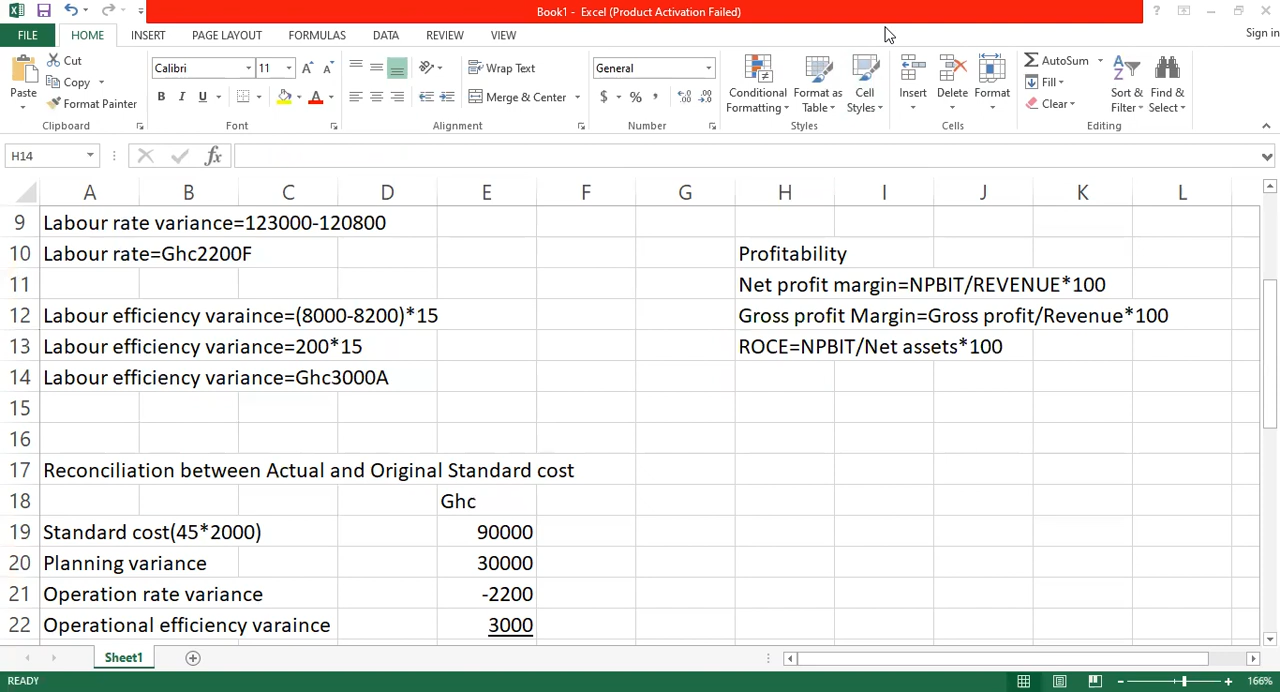 Book1 - Excel (Product Activation Failed)
FILE HOME INSERT PAGE LAYOUT FORMULAS DATA REVIEW VIEW Sign in
Paste
Cut
Copy
Format Painter
Clipboard
Calibri 11
B I U
Font
Wrap Text
Merge & Center
Alignment
General
$ % ,
Number
Conditional Formatting
Format as Table
Cell Styles
Styles
Insert Delete Format
Cells
AutoSum
Fill
Clear
Sort & Filter
Find & Select
Editing
H14
fx
A B C D E F G H I J K L
9 Labour rate variance=123000-120800
10 Labour rate=Ghc2200F Profitability
11 Net profit margin=NPBIT/REVENUE*100
12 Labour efficiency varaince=(8000-8200)*15 Gross profit Margin=Gross profit/Revenue*100
13 Labour efficiency variance=200*15 ROCE=NPBIT/Net assets*100
14 Labour efficiency variance=Ghc3000A
15
16
17 Reconciliation between Actual and Original Standard cost
18 Ghc
19 Standard cost(45*2000) 90000
20 Planning variance 30000
21 Operation rate variance -2200
22 Operational efficiency varaince 3000
Sheet1
READY 166%